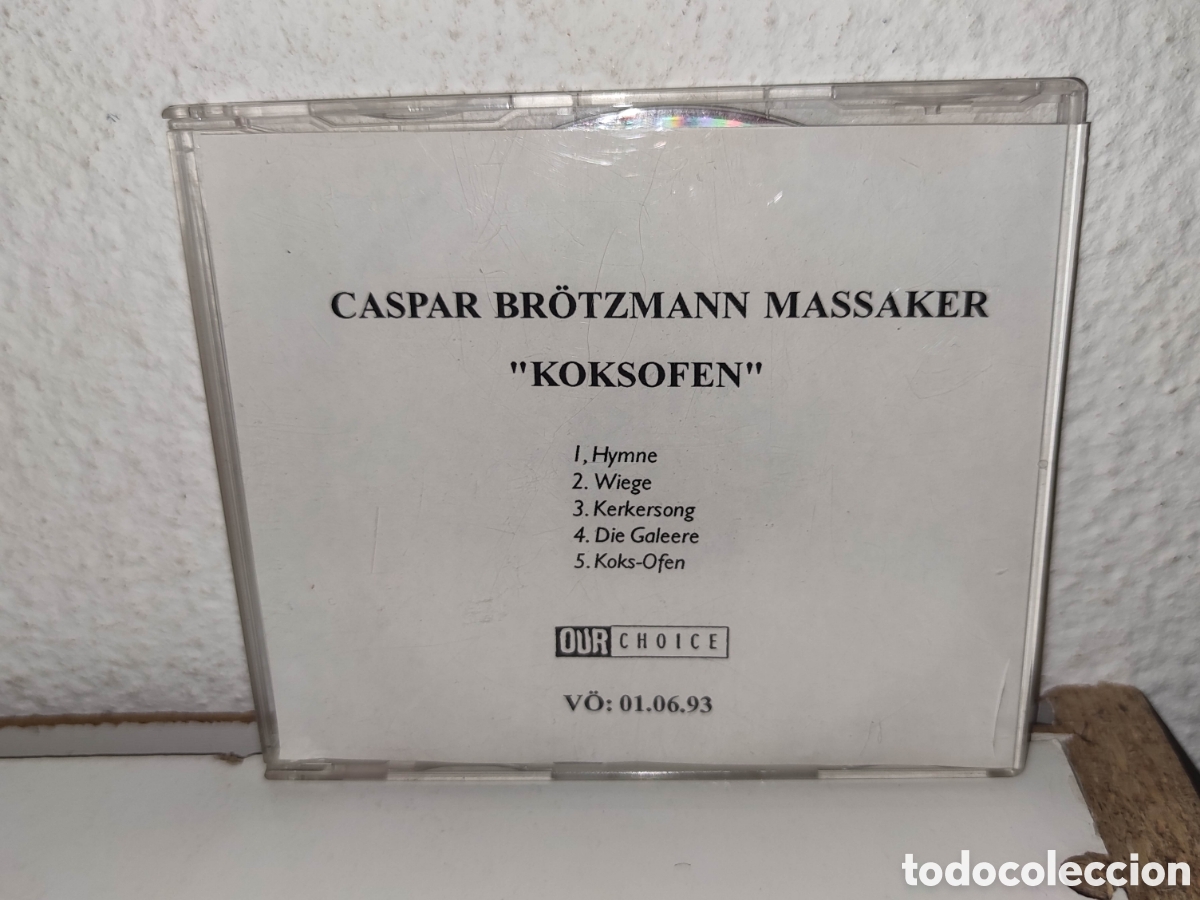 CASPAR BRÖTZMANN MASSAKER
"KOKSOFEN"
1, Hymne
2. Wiege
3. Kerkersong
4. Die Galeere
5. Koks-Ofen
OUR CHOICE
VÖ: 01.06.93
todocoleccion